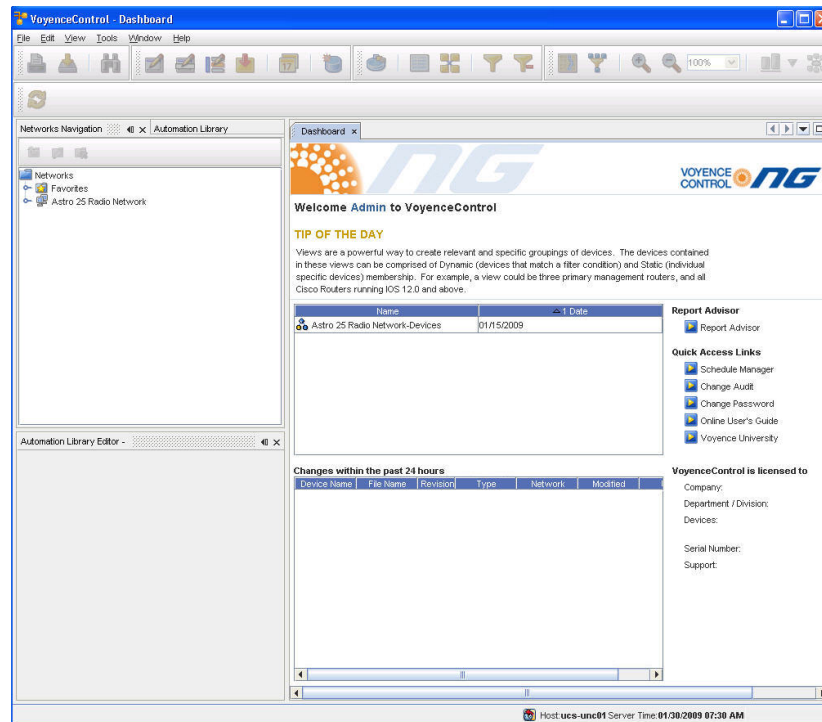 VoyenceControl - Dashboard
File Edit View Tools Window Help
100%
Networks Navigation
Automation Library
Networks
Favorites
Astro 25 Radio Network
Automation Library Editor -
Dashboard
NG
VOYENCE CONTROL NG
Welcome Admin to VoyenceControl
TIP OF THE DAY
Views are a powerful way to create relevant and specific groupings of devices. The devices contained
in these views can be comprised of Dynamic (devices that match a filter condition) and Static (individual
specific devices) membership. For example, a view could be three primary management routers, and all
Cisco Routers running IOS 12.0 and above.
Name 1 Date
Astro 25 Radio Network-Devices 01/15/2009
Report Advisor
Report Advisor
Quick Access Links
Schedule Manager
Change Audit
Change Password
Online User's Guide
Voyence University
Changes within the past 24 hours
Device Name File Name Revision Type Network Modified
VoyenceControl is licensed to
Company:
Department / Division:
Devices:
Serial Number:
Support:
Host:ucs-unc01 Server Time:01/30/2009 07:30 AM